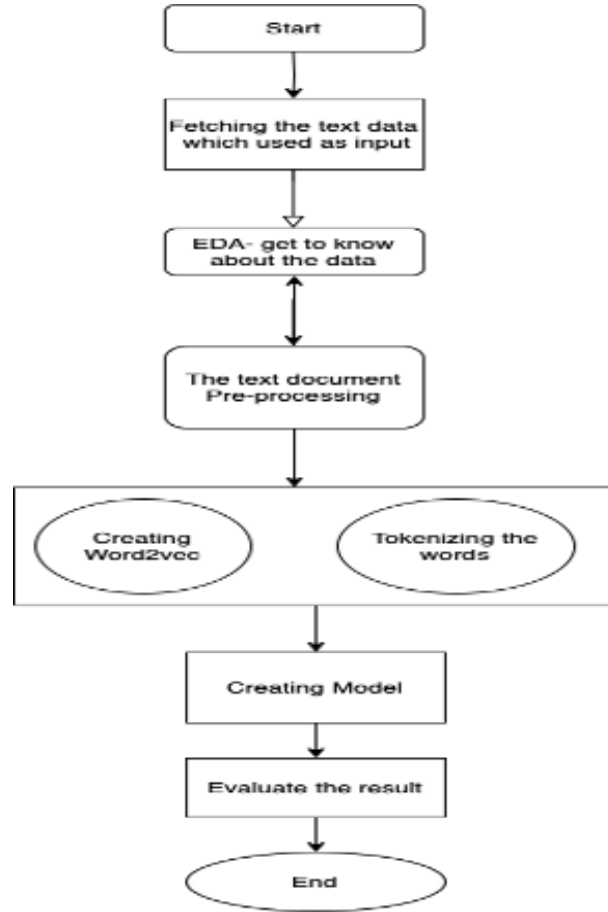 Start
Fetching the text data
which used as input
EDA- get to know
about the data
The text document
Pre-processing
Creating
Word2vec
Tokenizing the
words
Creating Model
Evaluate the result
End